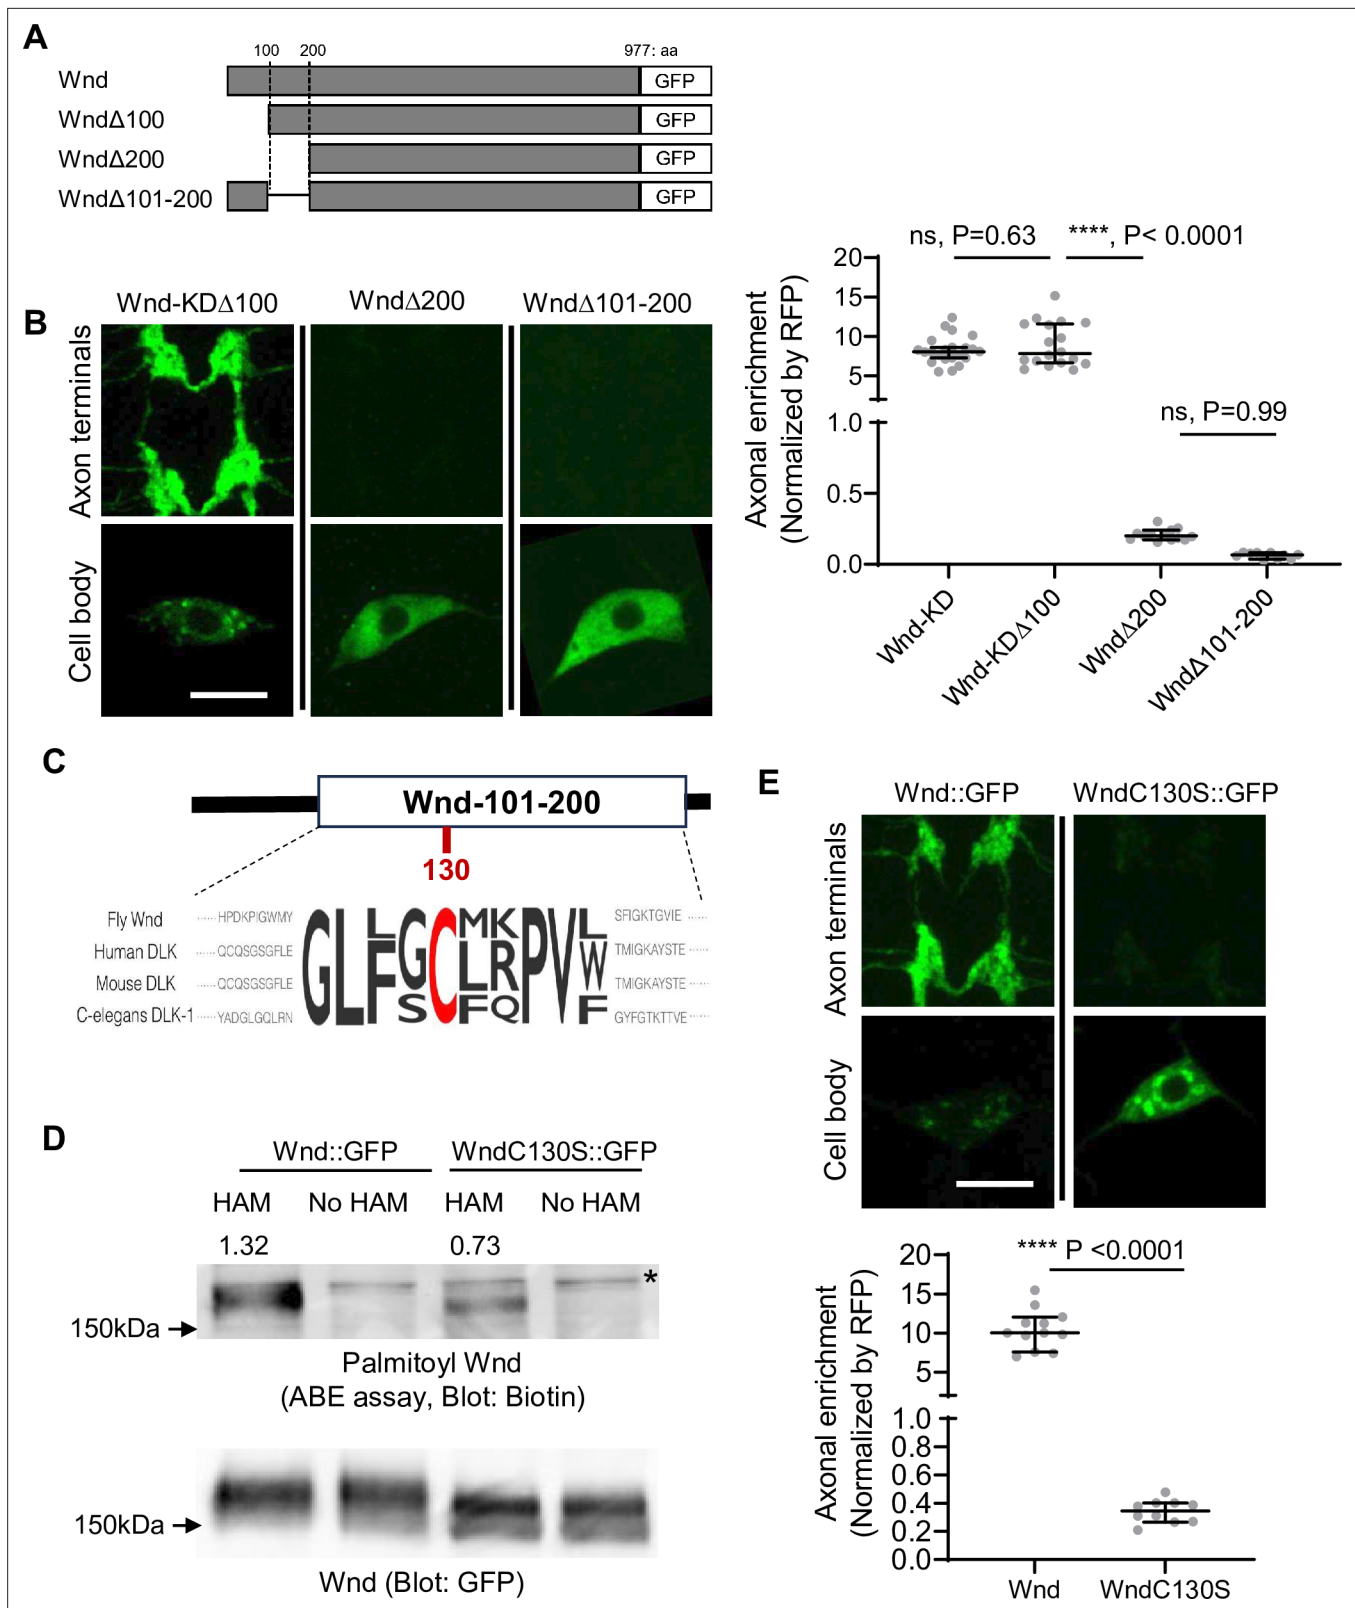 A
100 200 977: aa
Wnd GFP
WndΔ100 GFP
WndΔ200 GFP
WndΔ101-200 GFP
B
Wnd-KDΔ100 WndΔ200 WndΔ101-200
Axon terminals
Cell body
ns, P=0.63 ****, P< 0.0001
ns, P=0.99
Axonal enrichment
(Normalized by RFP)
20
15
10
5
1.0
0.5
0.0
Wnd-KD
Wnd-KDΔ100
WndΔ200
WndΔ101-200
C
Wnd-101-200
130
Fly Wnd ······HPDKPIGWMY SFIGKTGVIE ······
Human DLK ······QCQSGSGFLE TMIGKAYSTE ······
Mouse DLK ······QCQSGSGFLE TMIGKAYSTE ······
C-elegans DLK-1 ······YADGLGQLRN GYFGTKTTVE ······
GLLGCMKPVL
FSLRW
FQF
D
Wnd::GFP WndC130S::GFP
HAM No HAM HAM No HAM
1.32 0.73
*
150kDa
Palmitoyl Wnd
(ABE assay, Blot: Biotin)
150kDa
Wnd (Blot: GFP)
E
Wnd::GFP WndC130S::GFP
Axon terminals
Cell body
**** P <0.0001
Axonal enrichment
(Normalized by RFP)
20
15
10
5
1.0
0.8
0.6
0.4
0.2
0.0
Wnd WndC130S